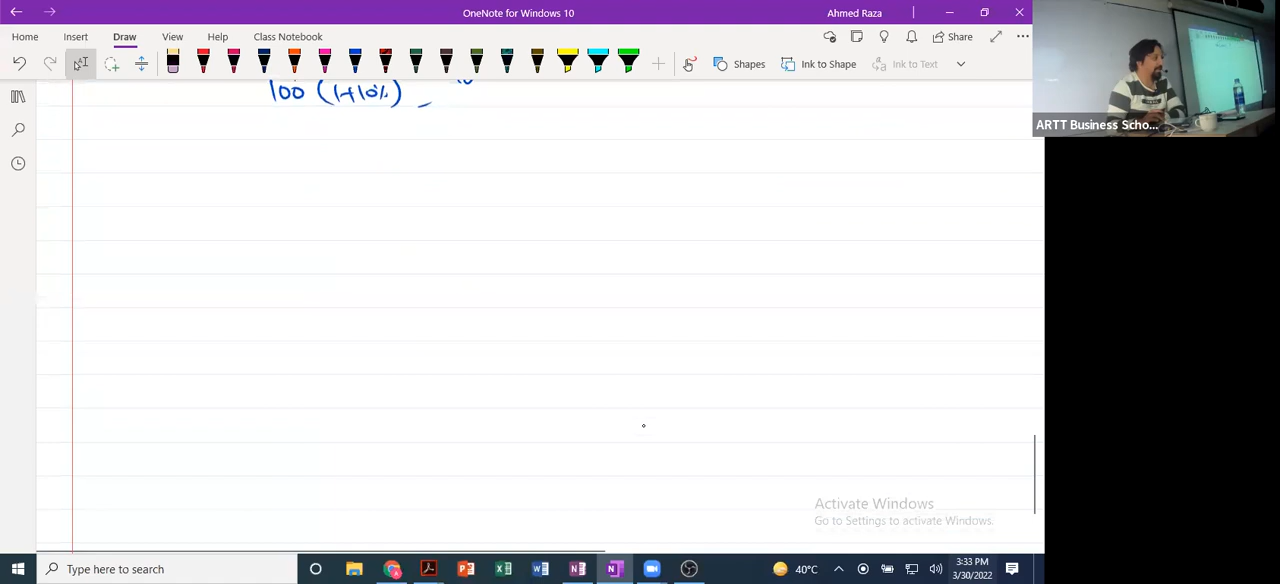 OneNote for Windows 10
Ahmed Raza
Home Insert Draw View Help Class Notebook
Share
Shapes Ink to Shape Ink to Text
ARTT Business Scho...
100 (1+10%)
Activate Windows
Go to Settings to activate Windows.
Type here to search
40°C
3:33 PM
3/30/2022